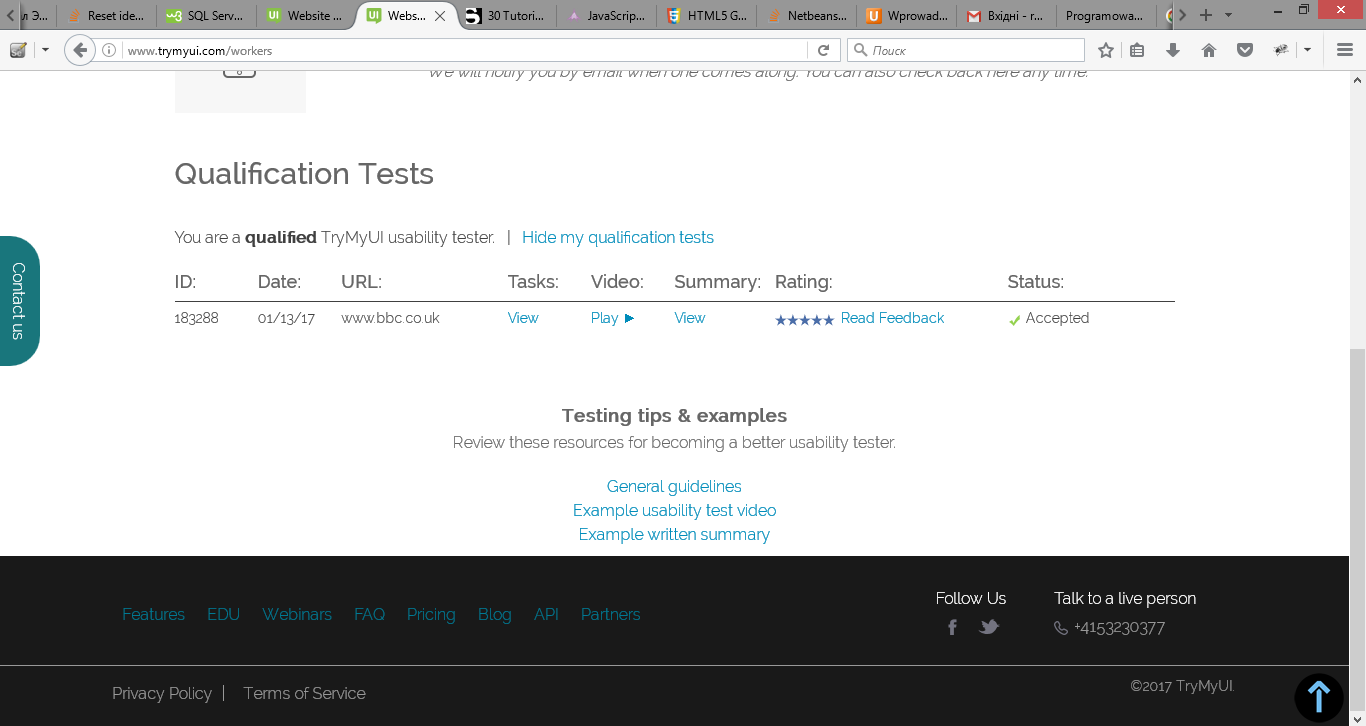 л Э...
Reset ide...
SQL Serv...
Website ...
Webs...
30 Tutori...
JavaScrip...
HTML5 G...
Netbeans...
Wprowad...
Вхідні - r...
Programowa...
www.trymyui.com/workers
Поиск
We will notify you by email when one comes along. You can also check back here any time.
Qualification Tests
You are a qualified TryMyUI usability tester. | Hide my qualification tests
ID: Date: URL: Tasks: Video: Summary: Rating: Status:
183288 01/13/17 www.bbc.co.uk View Play View Read Feedback Accepted
Contact us
Testing tips & examples
Review these resources for becoming a better usability tester.
General guidelines
Example usability test video
Example written summary
Follow Us Talk to a live person
Features EDU Webinars FAQ Pricing Blog API Partners
+4153230377
Privacy Policy | Terms of Service
©2017 TryMyUI.